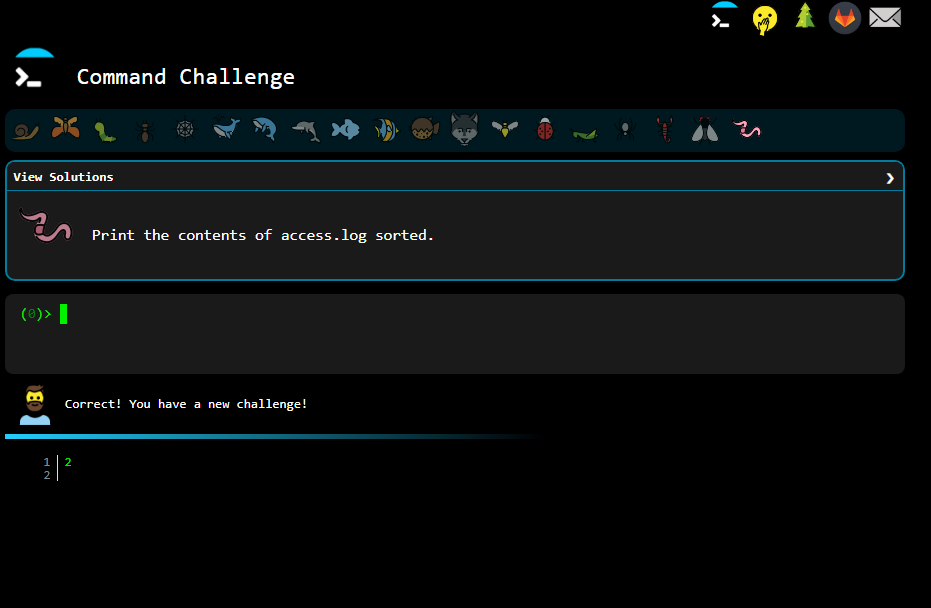 Command Challenge
View Solutions
Print the contents of access.log sorted.
(0)>
Correct! You have a new challenge!
1 2
2